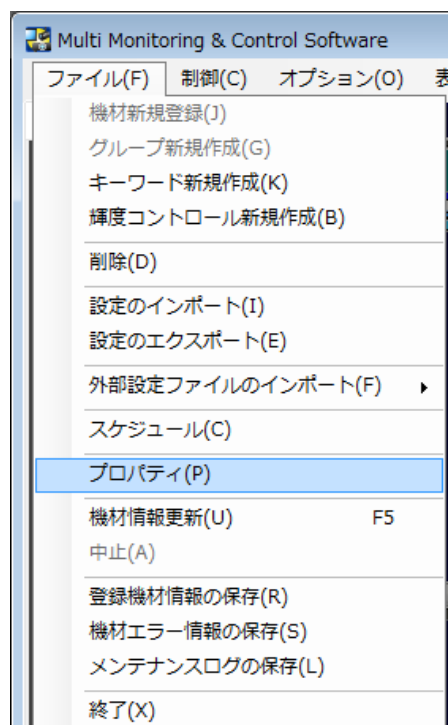 Multi Monitoring & Control Software
ファイル(F) 制御(C) オプション(O) 表
機材新規登録(J)
グループ新規作成(G)
キーワード新規作成(K)
輝度コントロール新規作成(B)
削除(D)
設定のインポート(I)
設定のエクスポート(E)
外部設定ファイルのインポート(F)
スケジュール(C)
プロパティ(P)
機材情報更新(U) F5
中止(A)
登録機材情報の保存(R)
機材エラー情報の保存(S)
メンテナンスログの保存(L)
終了(X)